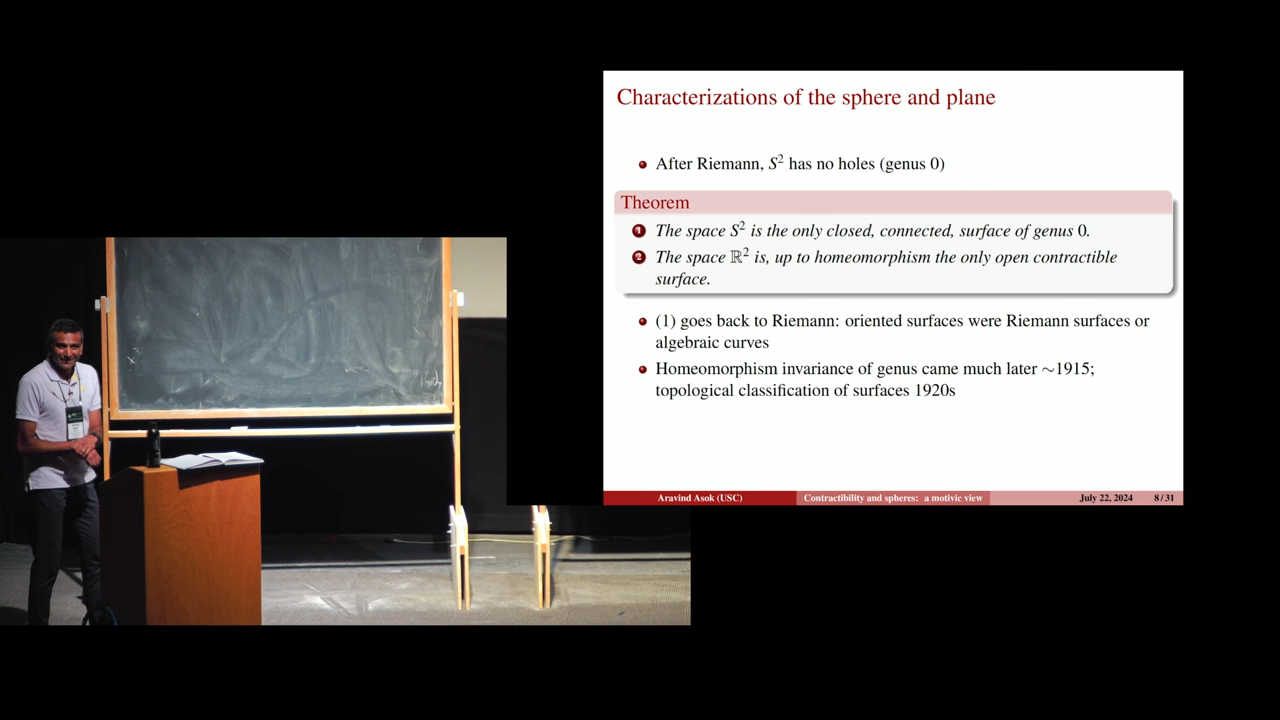 Characterizations of the sphere and plane
After Riemann, S² has no holes (genus 0)
Theorem
1 The space S² is the only closed, connected, surface of genus 0.
2 The space ℝ² is, up to homeomorphism the only open contractible
surface.
(1) goes back to Riemann: oriented surfaces were Riemann surfaces or
algebraic curves
Homeomorphism invariance of genus came much later ∼1915;
topological classification of surfaces 1920s
Aravind Asok (USC) Contractibility and spheres: a motivic view July 22, 2024 8 / 31